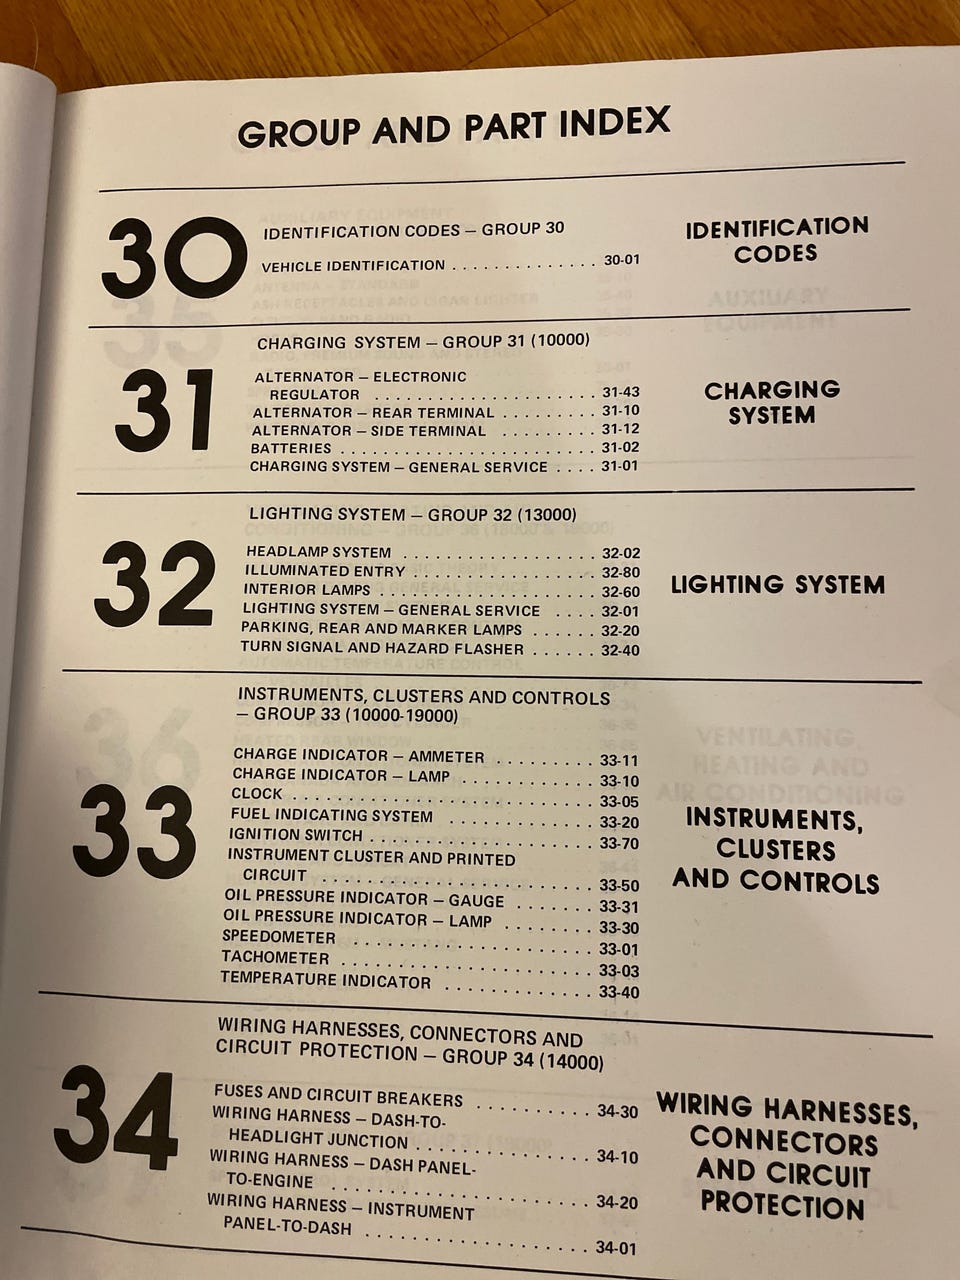 GROUP AND PART INDEX
30
IDENTIFICATION CODES — GROUP 30
VEHICLE IDENTIFICATION . . . . . . . . . . . . . . 30-01
IDENTIFICATION
CODES
31
CHARGING SYSTEM — GROUP 31 (10000)
ALTERNATOR — ELECTRONIC
REGULATOR . . . . . . . . . . . . . . . . . . . . . 31-43
ALTERNATOR — REAR TERMINAL . . . . . . . . . 31-10
ALTERNATOR — SIDE TERMINAL . . . . . . . . . 31-12
BATTERIES . . . . . . . . . . . . . . . . . . . . . . . . 31-02
CHARGING SYSTEM — GENERAL SERVICE . . . . 31-01
CHARGING
SYSTEM
32
LIGHTING SYSTEM — GROUP 32 (13000)
HEADLAMP SYSTEM . . . . . . . . . . . . . . . . . . 32-02
ILLUMINATED ENTRY . . . . . . . . . . . . . . . . . 32-80
INTERIOR LAMPS . . . . . . . . . . . . . . . . . . . . 32-60
LIGHTING SYSTEM — GENERAL SERVICE . . . . 32-01
PARKING, REAR AND MARKER LAMPS . . . . . . 32-20
TURN SIGNAL AND HAZARD FLASHER . . . . . . 32-40
LIGHTING SYSTEM
33
INSTRUMENTS, CLUSTERS AND CONTROLS
— GROUP 33 (10000-19000)
CHARGE INDICATOR — AMMETER . . . . . . . . . 33-11
CHARGE INDICATOR — LAMP . . . . . . . . . . . . 33-10
CLOCK . . . . . . . . . . . . . . . . . . . . . . . . . . . . 33-05
FUEL INDICATING SYSTEM . . . . . . . . . . . . . 33-20
IGNITION SWITCH . . . . . . . . . . . . . . . . . . . . 33-70
INSTRUMENT CLUSTER AND PRINTED
CIRCUIT . . . . . . . . . . . . . . . . . . . . . . . . . 33-50
OIL PRESSURE INDICATOR — GAUGE . . . . . . . 33-31
OIL PRESSURE INDICATOR — LAMP . . . . . . . . 33-30
SPEEDOMETER . . . . . . . . . . . . . . . . . . . . . . 33-01
TACHOMETER . . . . . . . . . . . . . . . . . . . . . . . 33-03
TEMPERATURE INDICATOR . . . . . . . . . . . . . 33-40
INSTRUMENTS,
CLUSTERS
AND CONTROLS
34
WIRING HARNESSES, CONNECTORS AND
CIRCUIT PROTECTION — GROUP 34 (14000)
FUSES AND CIRCUIT BREAKERS . . . . . . . . . . 34-30
WIRING HARNESS — DASH-TO-
HEADLIGHT JUNCTION . . . . . . . . . . . . . . . . 34-10
WIRING HARNESS — DASH PANEL-
TO-ENGINE . . . . . . . . . . . . . . . . . . . . . . . 34-20
WIRING HARNESS — INSTRUMENT
PANEL-TO-DASH . . . . . . . . . . . . . . . . . . . . 34-01
WIRING HARNESSES,
CONNECTORS
AND CIRCUIT
PROTECTION